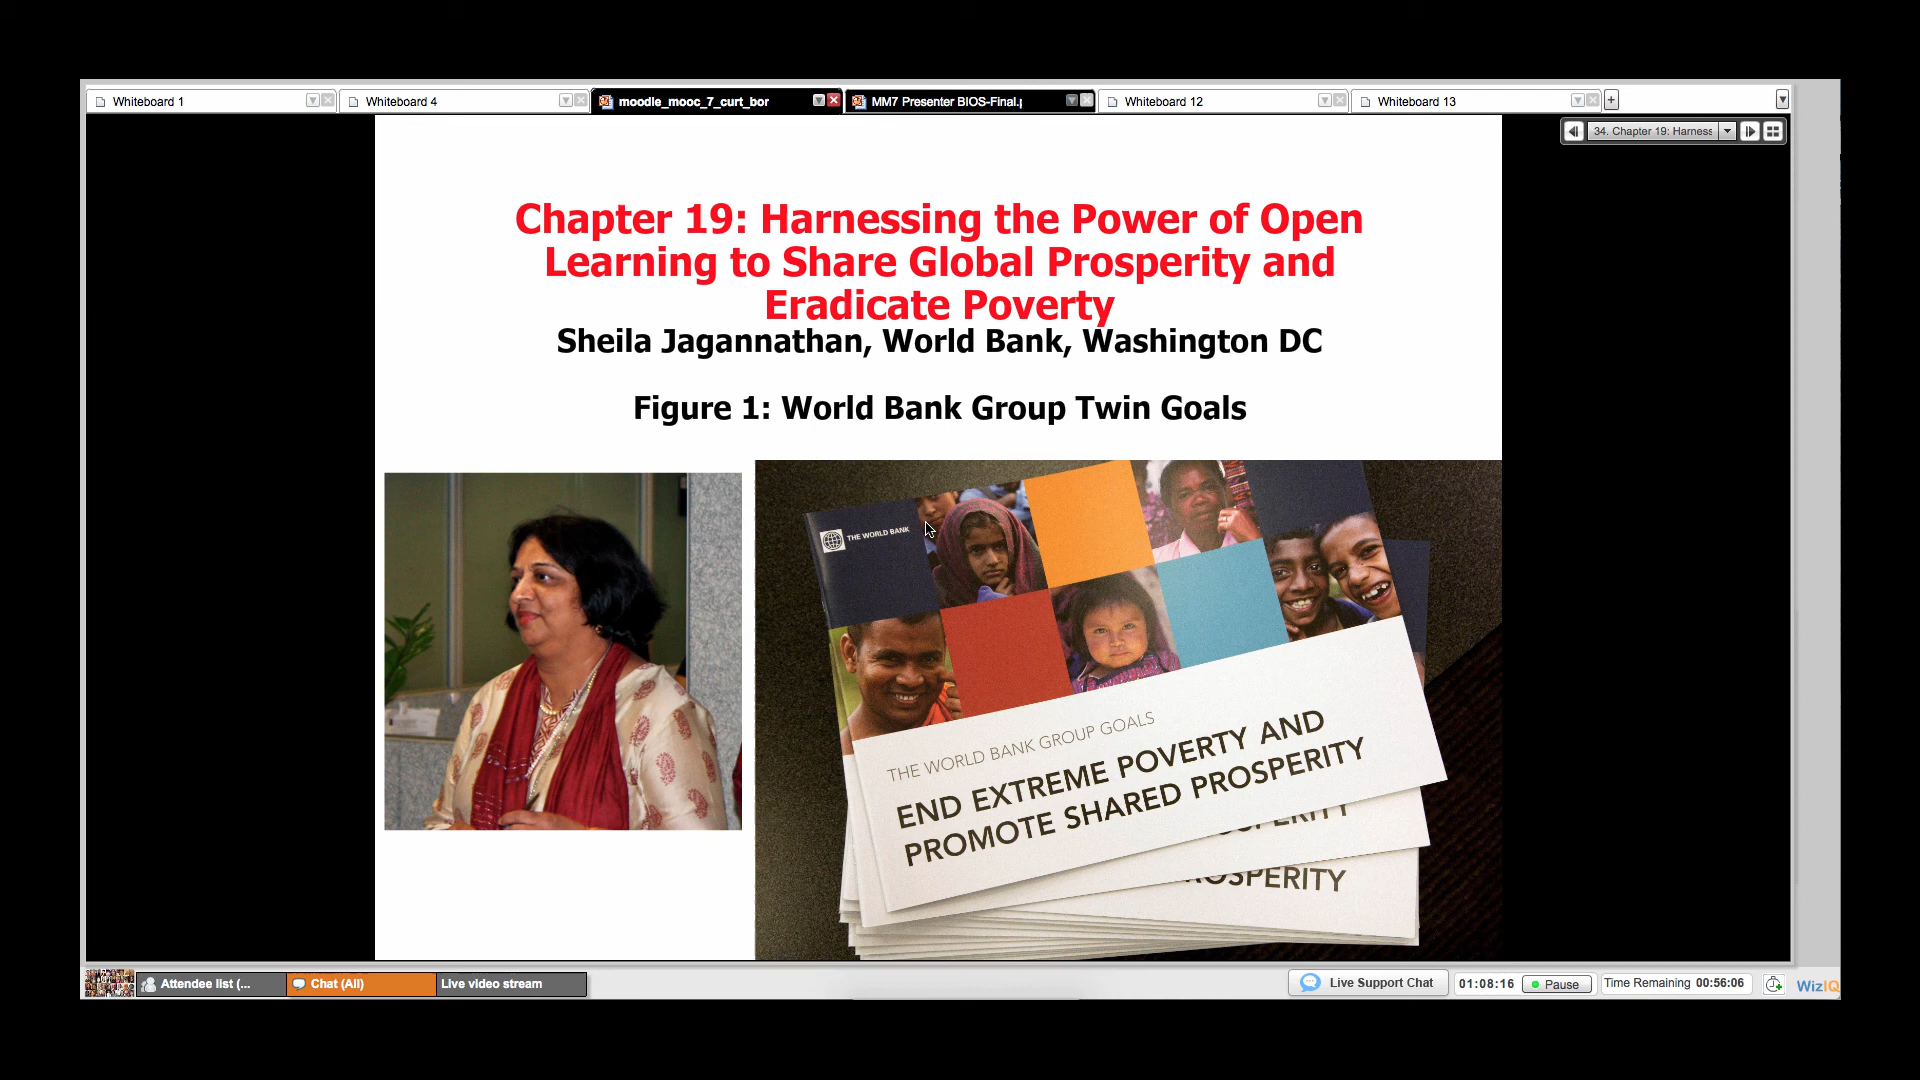 Whiteboard 1
Whiteboard 4
moodle_mooc_7_curt_bor
MM7 Presenter BIOS-Final.p
Whiteboard 12
Whiteboard 13
34. Chapter 19: Harness
Chapter 19: Harnessing the Power of Open
Learning to Share Global Prosperity and
Eradicate Poverty
Sheila Jagannathan, World Bank, Washington DC
Figure 1: World Bank Group Twin Goals
THE WORLD BANK
THE WORLD BANK GROUP GOALS
END EXTREME POVERTY AND
PROMOTE SHARED PROSPERITY
Attendee list (...
Chat (All)
Live video stream
Live Support Chat
01:08:16
Pause
Time Remaining 00:56:06
WizIQ